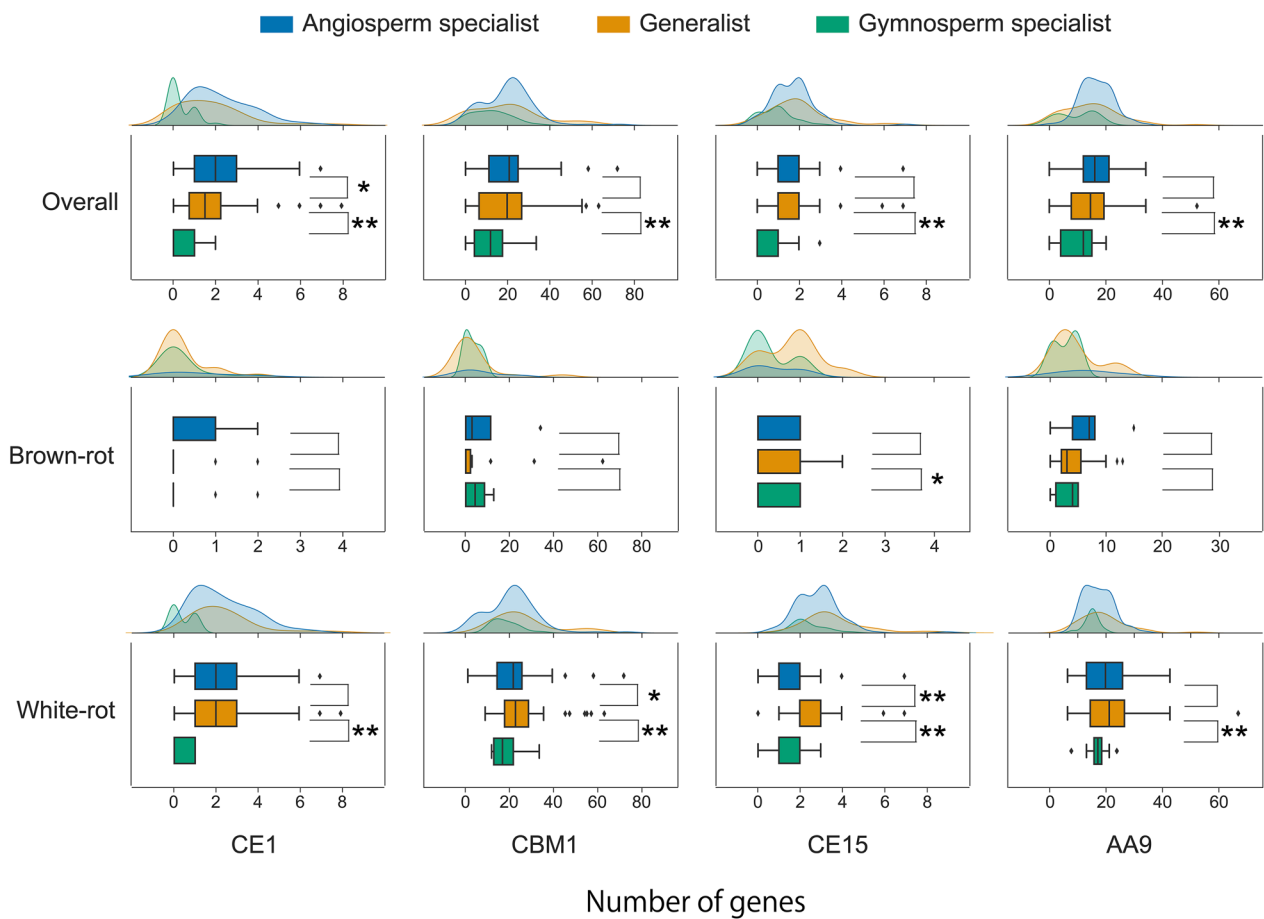 Angiosperm specialist Generalist Gymnosperm specialist
Overall
* ** ** ** **
0 2 4 6 8 0 20 40 60 80 0 2 4 6 8 0 20 40 60
Brown-rot
*
0 1 2 3 4 0 20 40 60 80 0 1 2 3 4 0 10 20 30
White-rot
* **
** ** ** **
0 2 4 6 8 0 20 40 60 80 0 2 4 6 8 0 20 40 60
CE1 CBM1 CE15 AA9
Number of genes